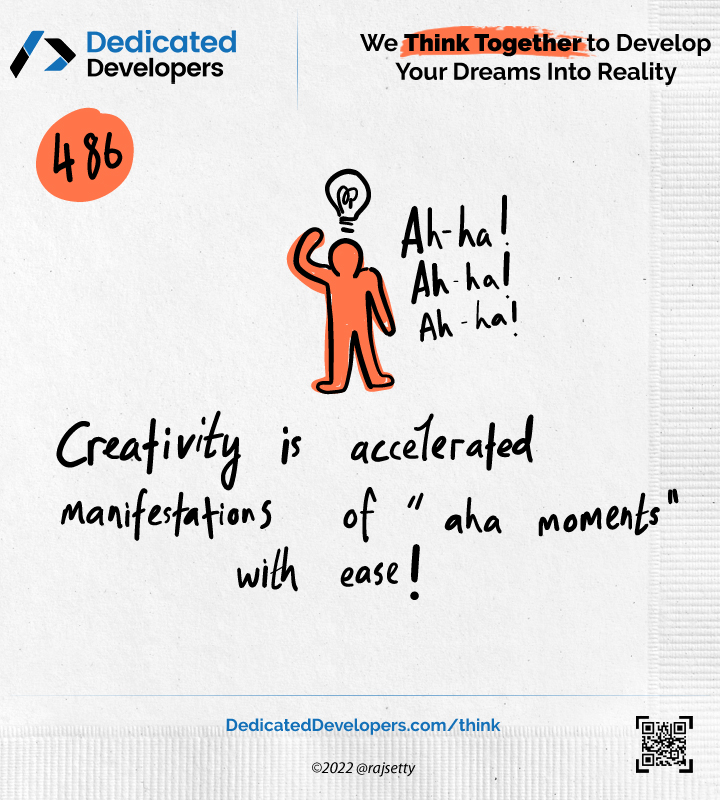 Dedicated
Developers
We Think Together to Develop
Your Dreams Into Reality
486
Ah-ha!
Ah-ha!
Ah-ha!
Creativity is accelerated
manifestations of "aha moments"
with ease!
DedicatedDevelopers.com/think
©2022 @rajsetty